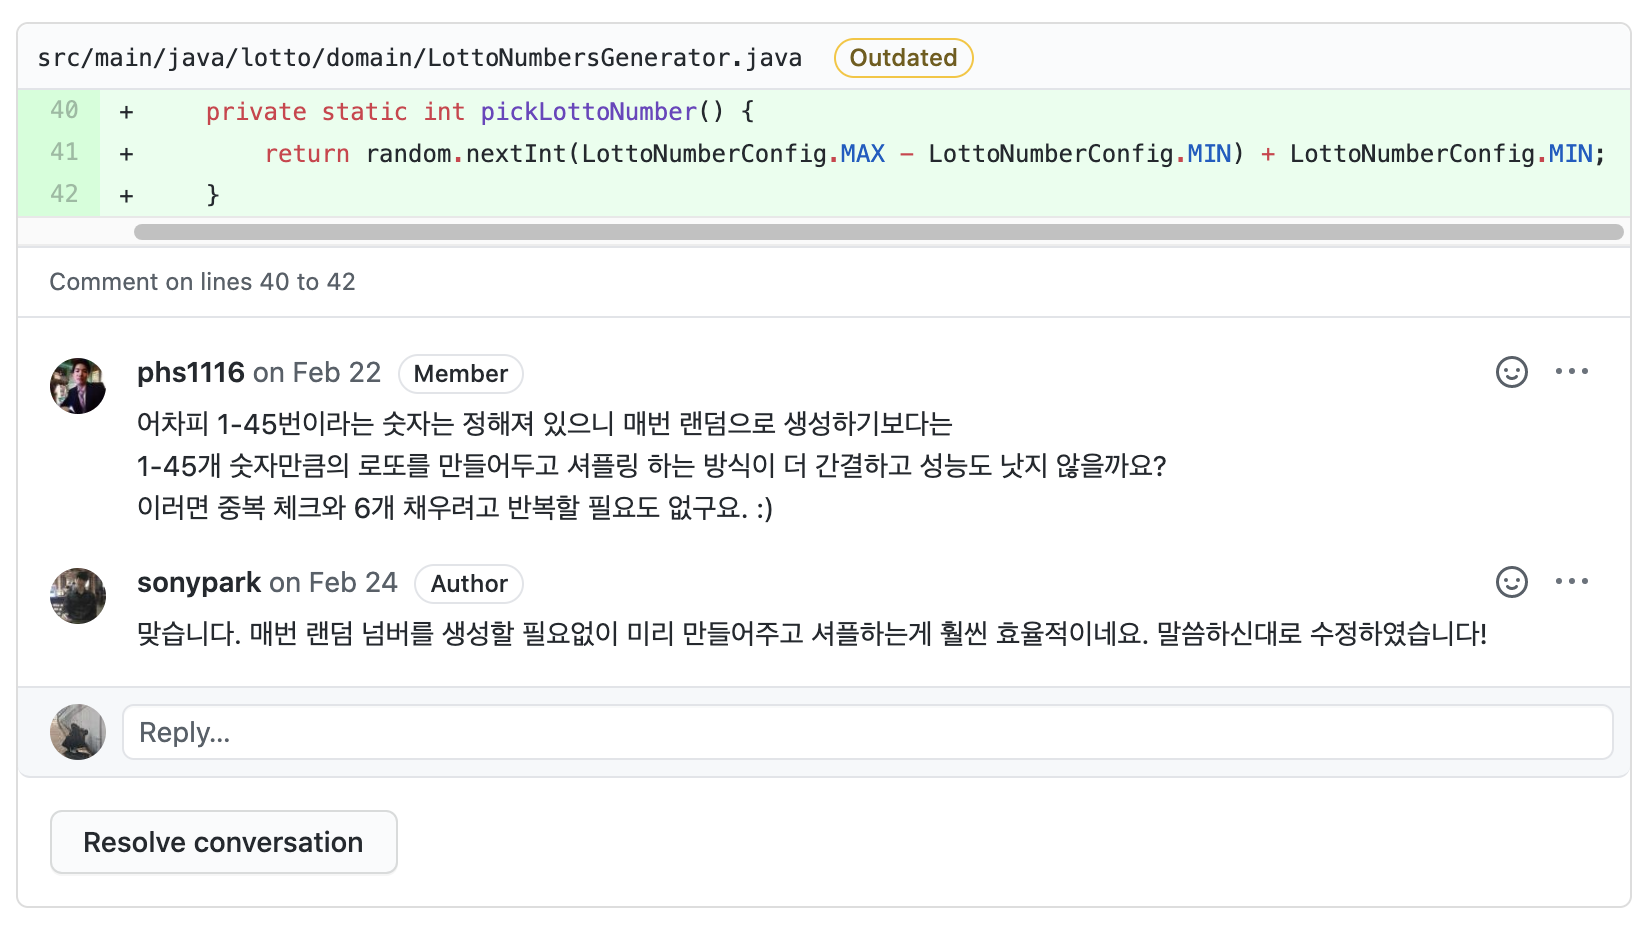 src/main/java/lotto/domain/LottoNumbersGenerator.java Outdated
40 + private static int pickLottoNumber() {
41 + return random.nextInt(LottoNumberConfig.MAX - LottoNumberConfig.MIN) + LottoNumberConfig.MIN;
42 + }
Comment on lines 40 to 42
phs1116 on Feb 22 Member
어차피 1-45번이라는 숫자는 정해져 있으니 매번 랜덤으로 생성하기보다는
1-45개 숫자만큼의 로또를 만들어두고 셔플링 하는 방식이 더 간결하고 성능도 낫지 않을까요?
이러면 중복 체크와 6개 채우려고 반복할 필요도 없구요. :)
sonypark on Feb 24 Author
맞습니다. 매번 랜덤 넘버를 생성할 필요없이 미리 만들어주고 셔플하는게 훨씬 효율적이네요. 말씀하신대로 수정하였습니다!
Reply...
Resolve conversation